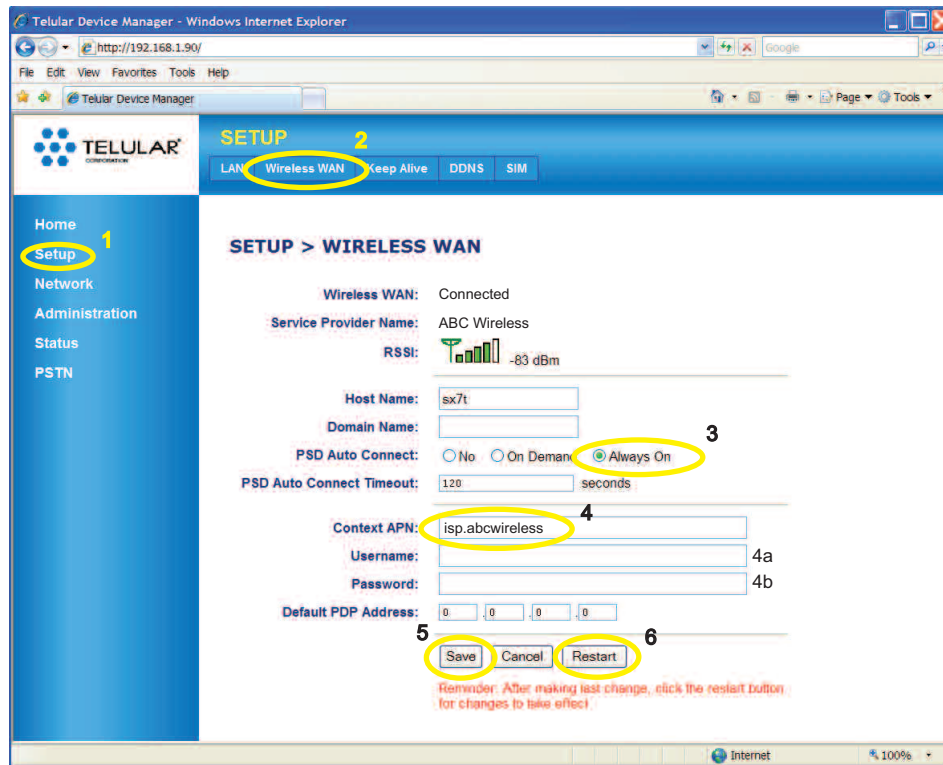 Telular Device Manager - Windows Internet Explorer
http://192.168.1.90/
Google
File Edit View Favorites Tools Help
Telular Device Manager
Page Tools
TELULAR
CORPORATION
SETUP
2
LAN Wireless WAN Keep Alive DDNS SIM
Home
1
Setup
Network
Administration
Status
PSTN
SETUP > WIRELESS WAN
Wireless WAN: Connected
Service Provider Name: ABC Wireless
RSSI: -83 dBm
Host Name: sx7t
Domain Name:
3
PSD Auto Connect: No On Demand Always On
PSD Auto Connect Timeout: 120 seconds
4
Context APN: isp.abcwireless
Username: 4a
Password: 4b
Default PDP Address: 0 .0 .0 .0
5 6
Save Cancel Restart
Reminder: After making last change, click the restart button
for changes to take effect
Internet 100%